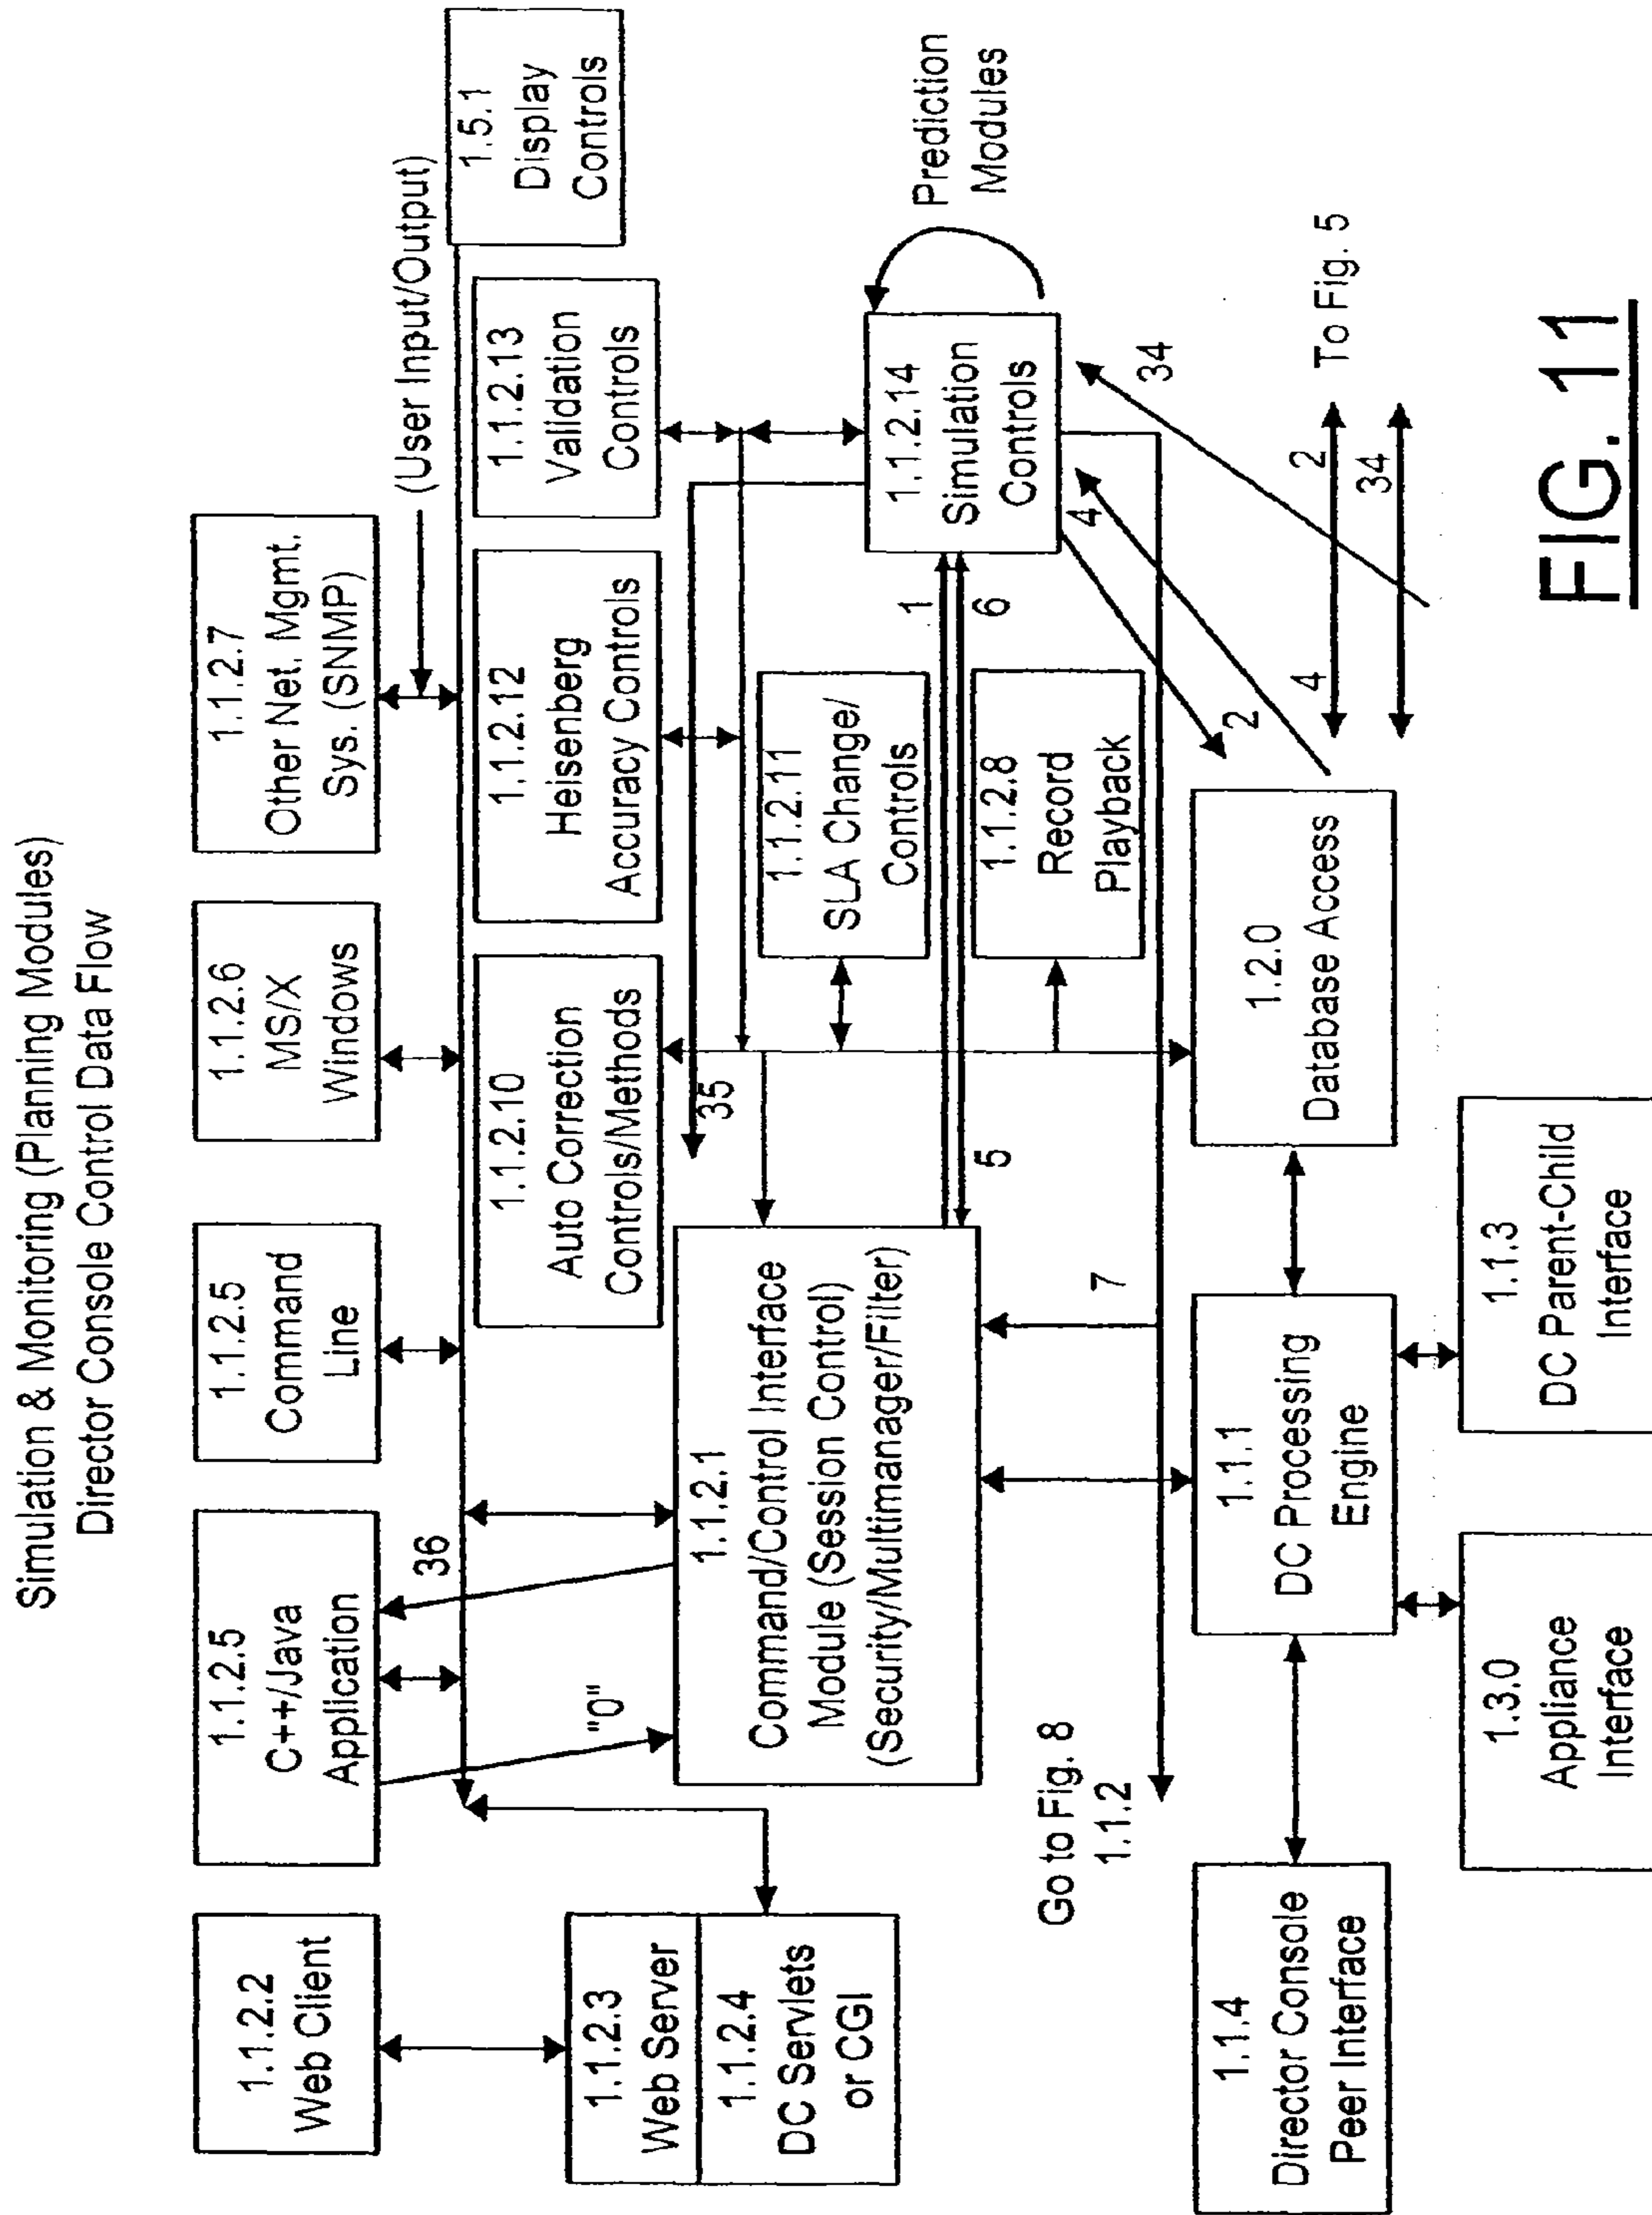 Simulation & Monitoring (Planning Modules)
Director Console Control Data Flow
1.1.2.2
Web Client
1.1.2.5
C++/Java
Application
1.1.2.5
Command
Line
1.1.2.6
MS/X
Windows
1.1.2.7
Other Net. Mgmt.
Sys. (SNMP)
(User Input/Output)
36
1.5.1
Display
Controls
"0"
1.1.2.3
Web Server
1.1.2.4
DC Servlets
or CGI
1.1.2.10
Auto Correction
Controls/Methods
1.1.2.12
Heisenberg
Accuracy Controls
1.1.2.13
Validation
Controls
35
1.1.2.1
Command/Control Interface
Module (Session Control)
(Security/Multimanager/Filter)
1.1.2.11
SLA Change/
Controls
1
6
5
1.1.2.8
Record
Playback
1.1.2.14
Simulation
Controls
Prediction
Modules
Go to Fig. 8
1.1.2
7
4
2
34
1.1.4
Director Console
Peer Interface
1.1.1
DC Processing
Engine
1.2.0
Database Access
4
2
To Fig. 5
34
1.3.0
Appliance
Interface
1.1.3
DC Parent-Child
Interface
FIG. 11